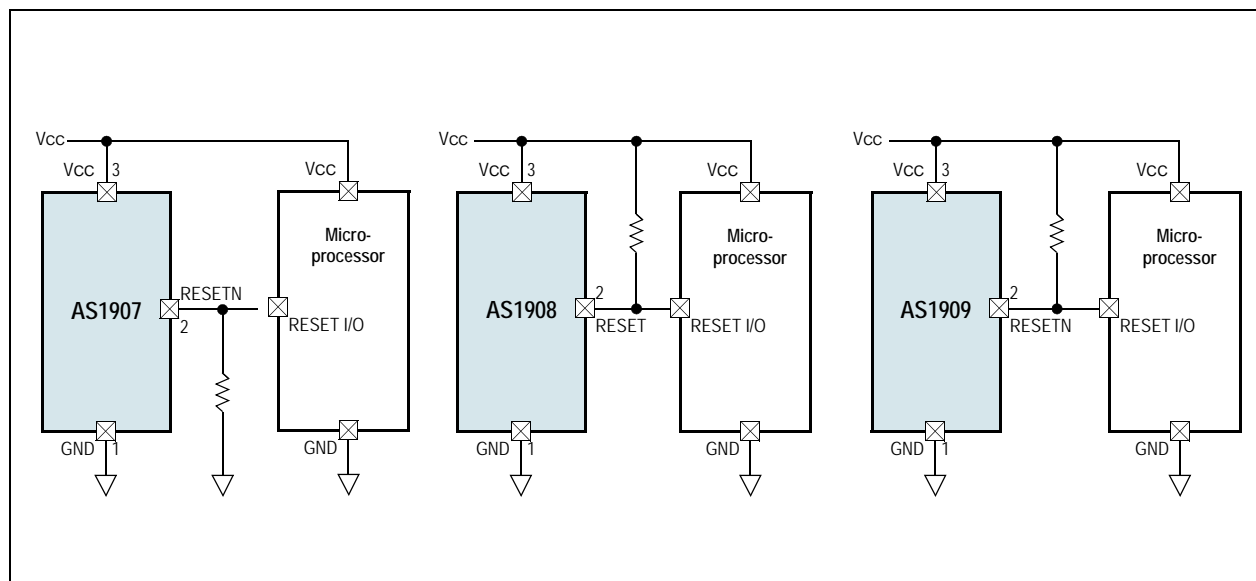 Vcc
Vcc 3
Vcc
Micro-
processor
AS1907
RESETN
2
RESET I/O
GND 1
GND
Vcc
Vcc 3
Vcc
Micro-
processor
AS1908
2
RESET
RESET I/O
GND 1
GND
Vcc
Vcc 3
Vcc
Micro-
processor
AS1909
2
RESETN
RESET I/O
GND 1
GND